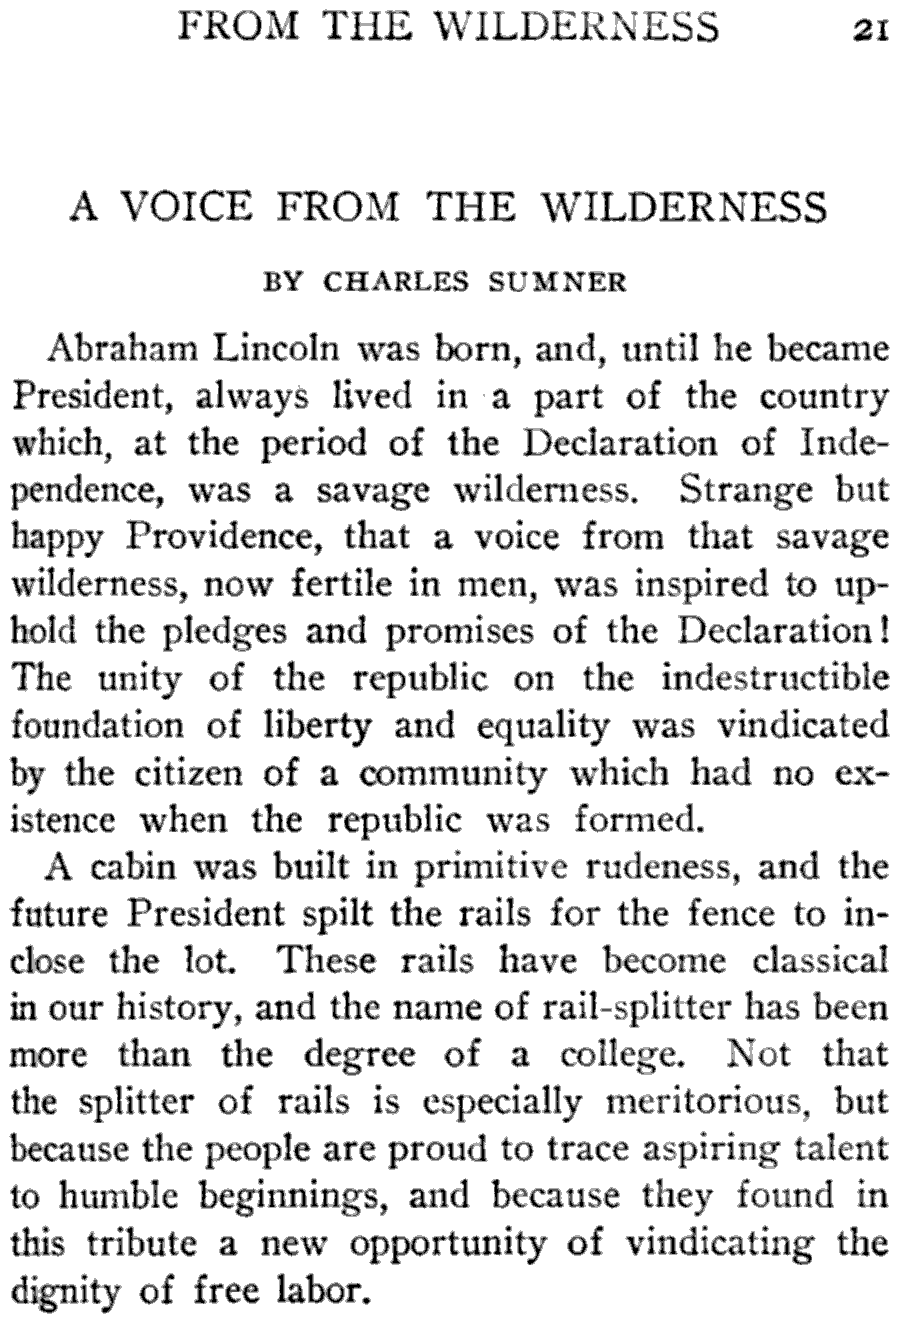 FROM THE WILDERNESS 21
A VOICE FROM THE WILDERNESS
BY CHARLES SUMNER
Abraham Lincoln was born, and, until he became
President, always lived in a part of the country
which, at the period of the Declaration of Inde-
pendence, was a savage wilderness. Strange but
happy Providence, that a voice from that savage
wilderness, now fertile in men, was inspired to up-
hold the pledges and promises of the Declaration!
The unity of the republic on the indestructible
foundation of liberty and equality was vindicated
by the citizen of a community which had no ex-
istence when the republic was formed.
A cabin was built in primitive rudeness, and the
future President spilt the rails for the fence to in-
close the lot. These rails have become classical
in our history, and the name of rail-splitter has been
more than the degree of a college. Not that
the splitter of rails is especially meritorious, but
because the people are proud to trace aspiring talent
to humble beginnings, and because they found in
this tribute a new opportunity of vindicating the
dignity of free labor.